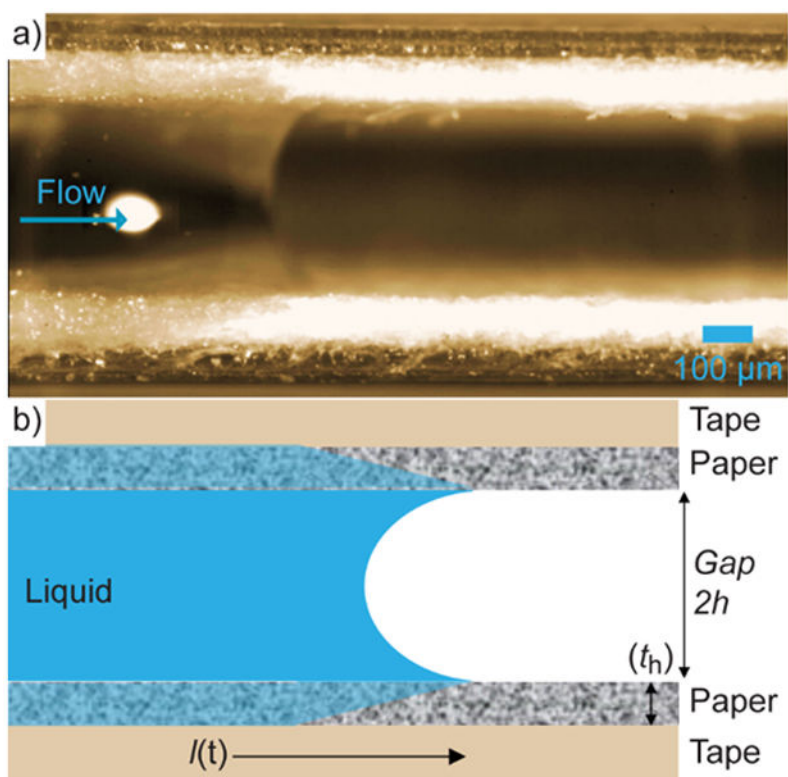 a)
Flow
100 µm
b)
Tape
Paper
Liquid
Gap
2h
(th)
Paper
l(t)
Tape